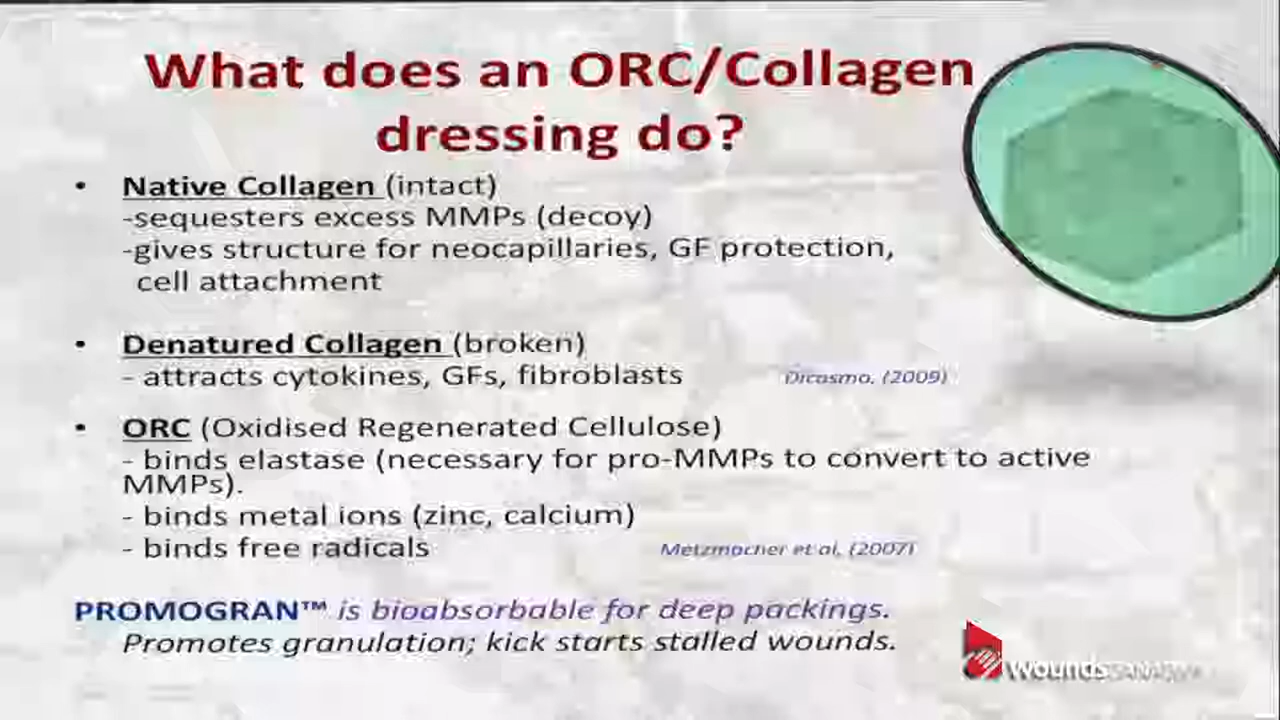 What does an ORC/Collagen
dressing do?
• Native Collagen (intact)
-sequesters excess MMPs (decoy)
-gives structure for neocapillaries, GF protection,
cell attachment
• Denatured Collagen (broken)
- attracts cytokines, GFs, fibroblasts
Dicosmo, (2009)
• ORC (Oxidised Regenerated Cellulose)
- binds elastase (necessary for pro-MMPs to convert to active
MMPs).
- binds metal ions (zinc, calcium)
- binds free radicals
Metzmacher et al, (2007)
PROMOGRAN™ is bioabsorbable for deep packings.
Promotes granulation; kick starts stalled wounds.
wounds